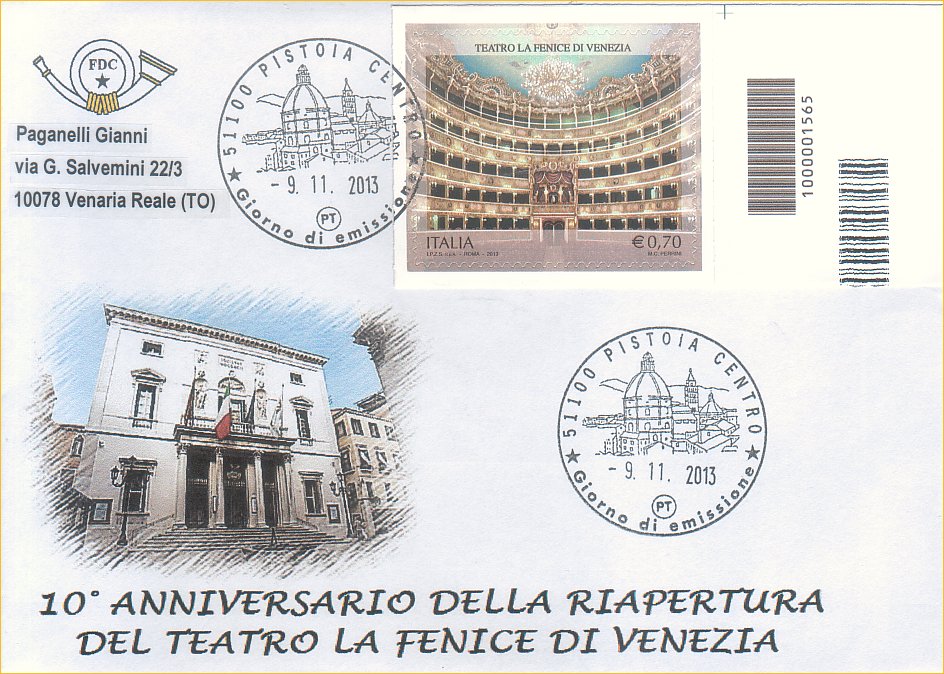 FDC
Paganelli Gianni
via G. Salvemini 22/3
10078 Venaria Reale (TO)
51100 PISTOIA CENTRO
- 9. 11. 2013
PT
Giorno di emissione
TEATRO LA FENICE DI VENEZIA
ITALIA
€ 0,70
I.P.Z.S. S.p.A. - ROMA - 2013
M.C. PERRINI
1000001565
51100 PISTOIA CENTRO
- 9. 11. 2013
PT
Giorno di emissione
10° ANNIVERSARIO DELLA RIAPERTURA
DEL TEATRO LA FENICE DI VENEZIA